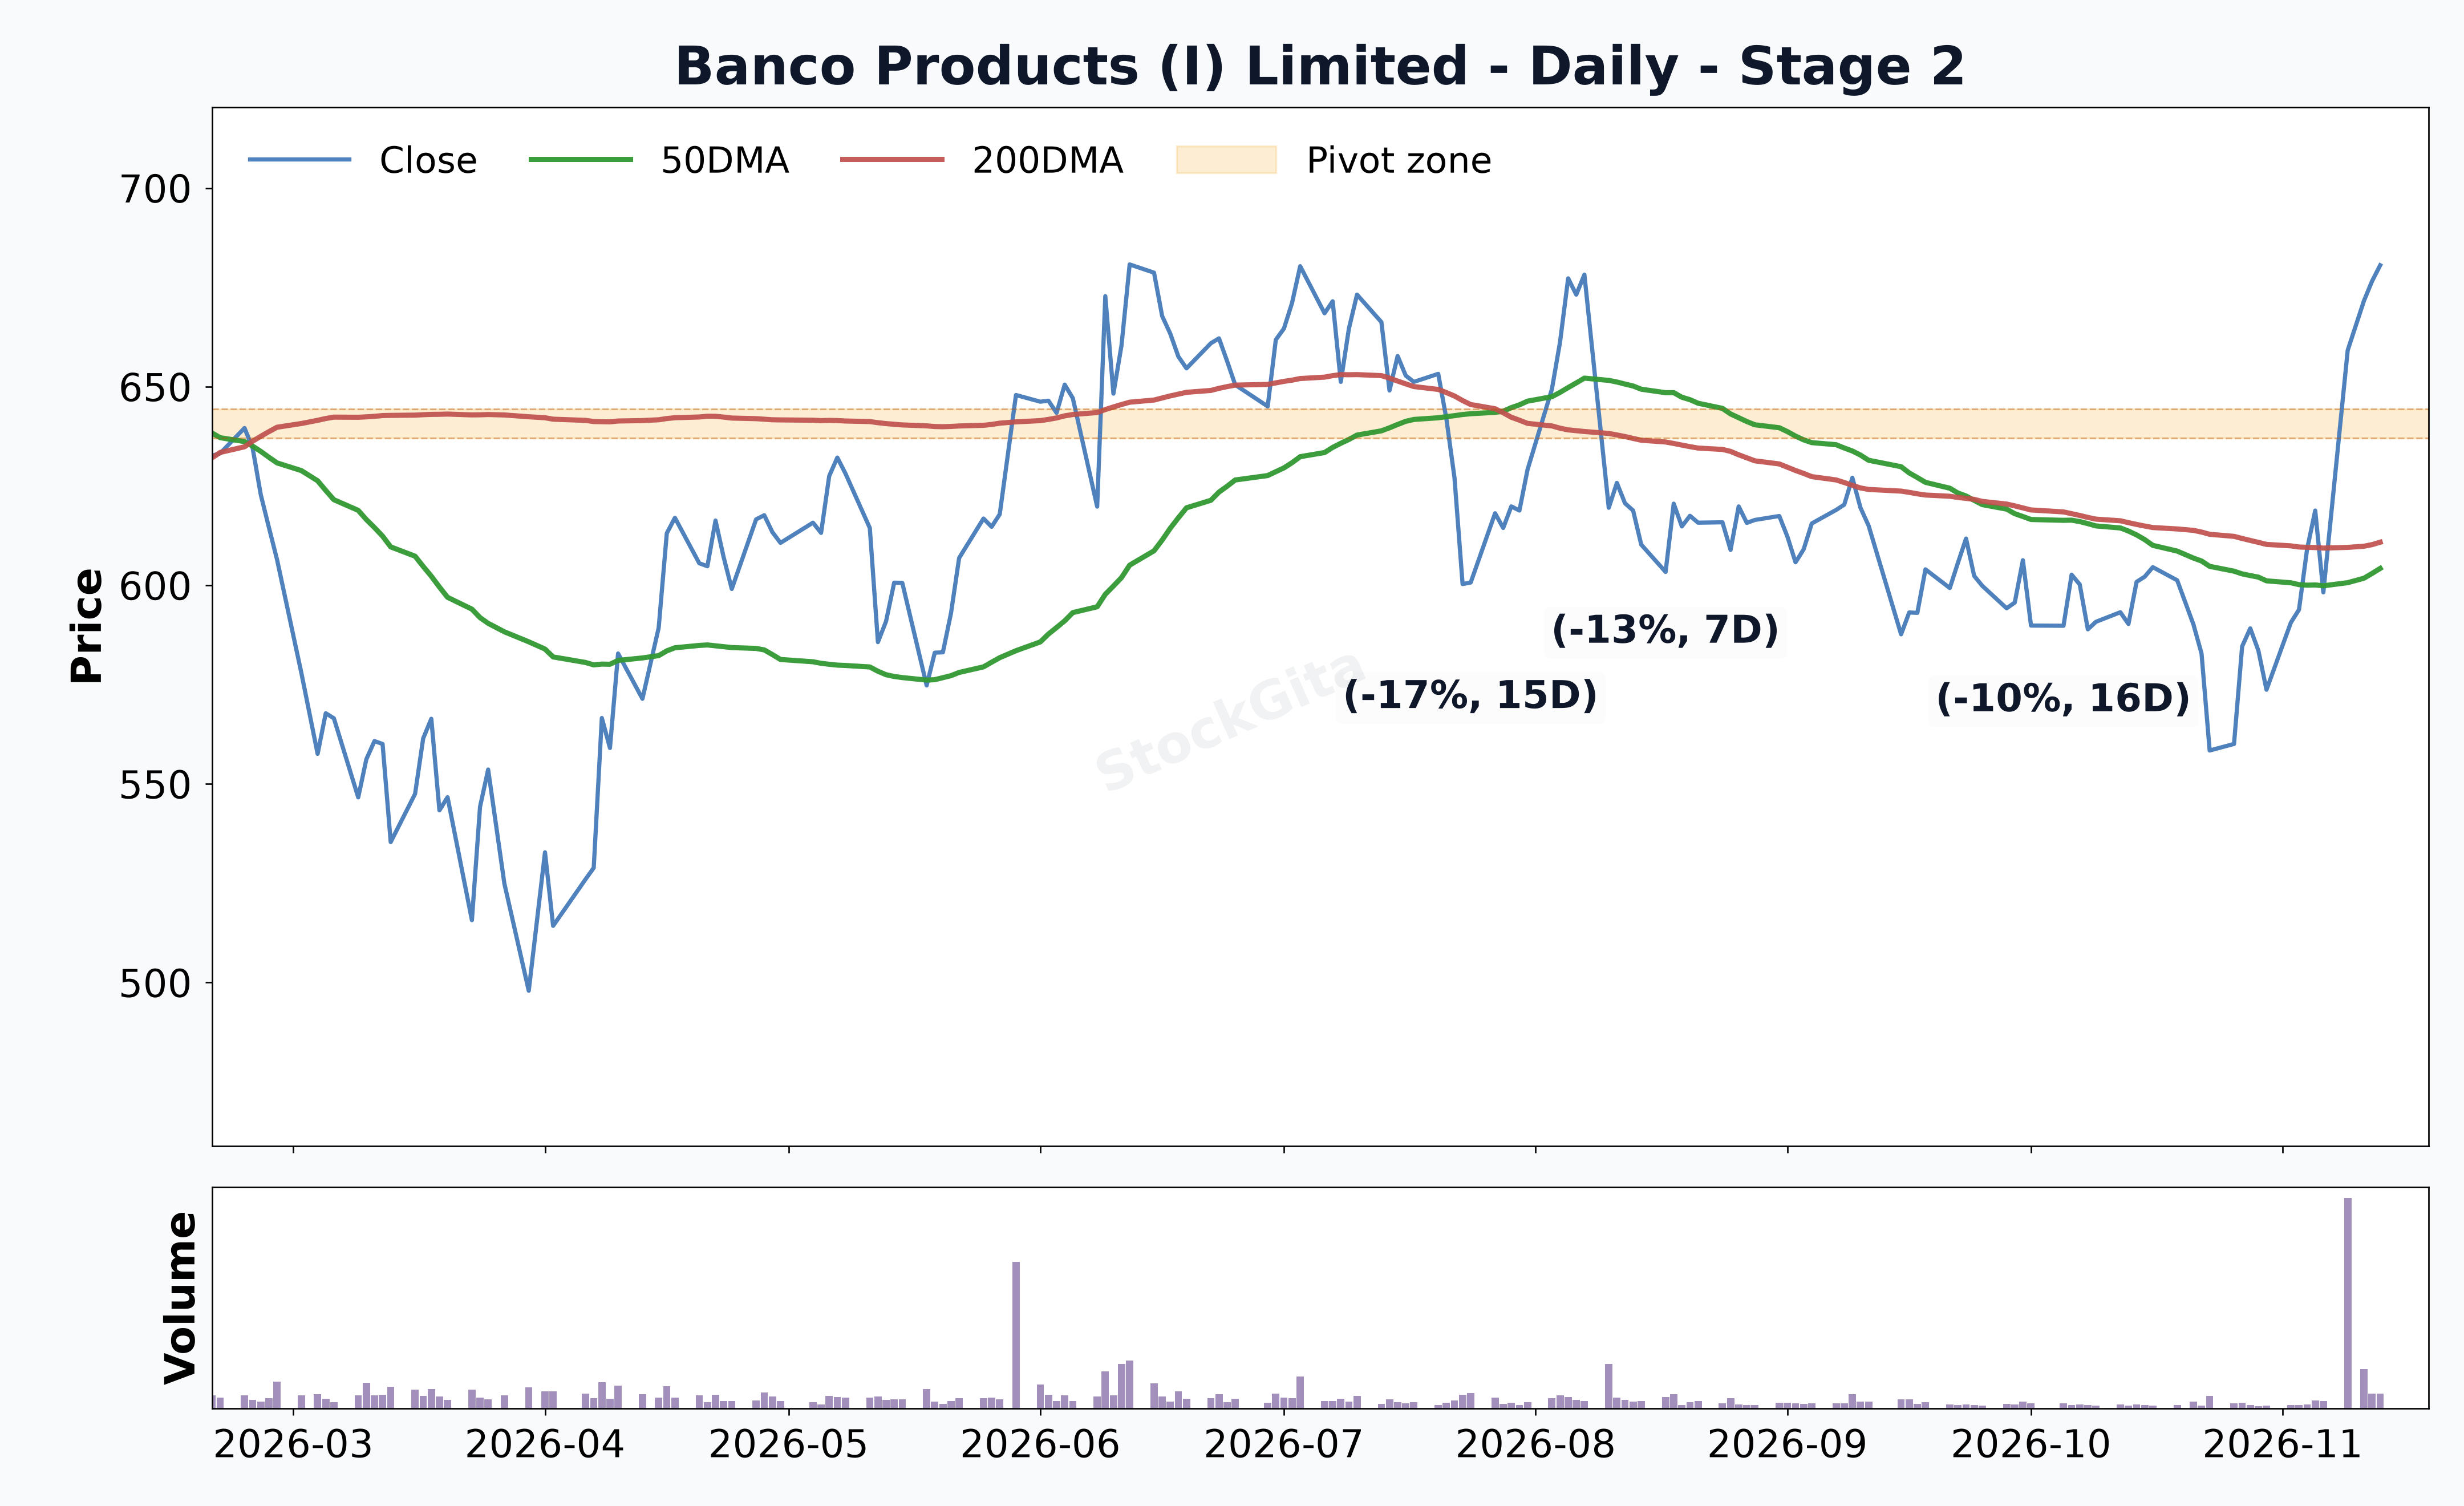 Banco Products (I) Limited - Daily - Stage 2
Close 50DMA 200DMA Pivot zone
Price
700
650
600
550
500
(-13%, 7D)
(-17%, 15D)
(-10%, 16D)
StockGita
Volume
2026-03 2026-04 2026-05 2026-06 2026-07 2026-08 2026-09 2026-10 2026-11